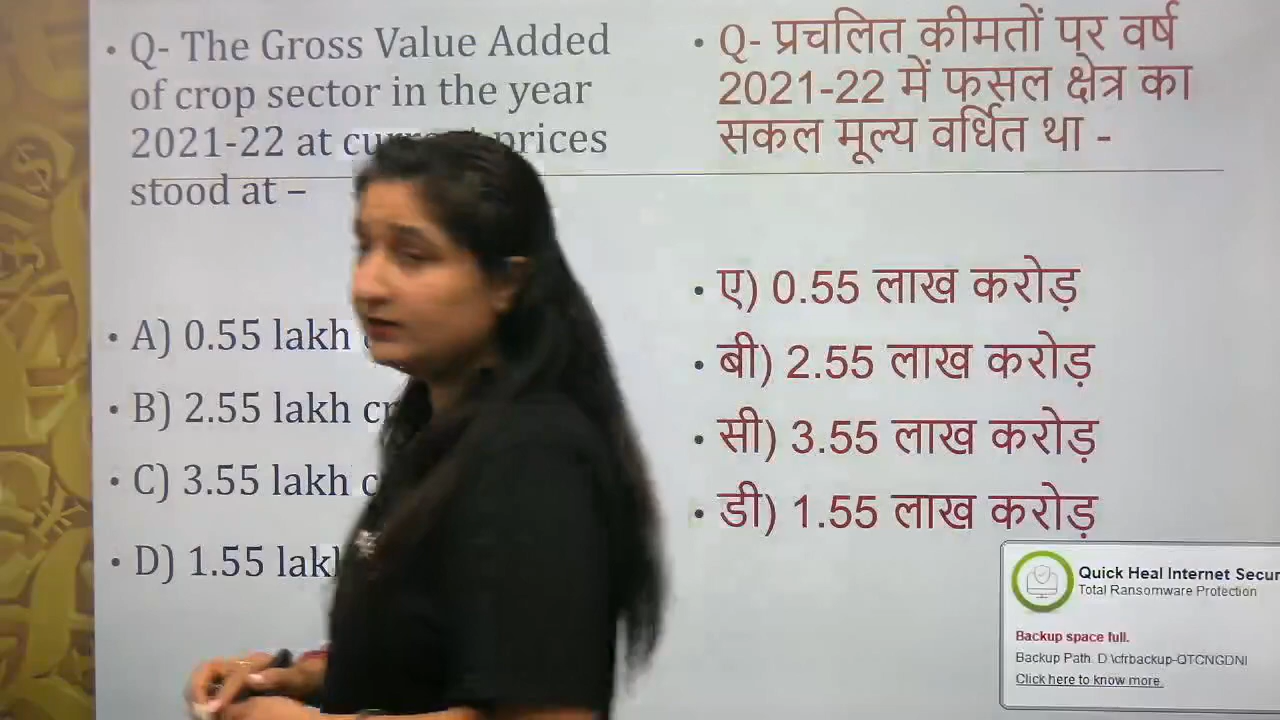 • Q- The Gross Value Added
of crop sector in the year
2021-22 at current prices
stood at –
• A) 0.55 lakh
• B) 2.55 lakh cr
• C) 3.55 lakh c
• D) 1.55 lakh
• Q- प्रचलित कीमतों पर वर्ष
2021-22 में फसल क्षेत्र का
सकल मूल्य वर्धित था -
• ए) 0.55 लाख करोड़
• बी) 2.55 लाख करोड़
• सी) 3.55 लाख करोड़
• डी) 1.55 लाख करोड़
Quick Heal Internet Secur
Total Ransomware Protection
Backup space full.
Backup Path D:\cfrbackup-QTCNGDNI
Click here to know more.